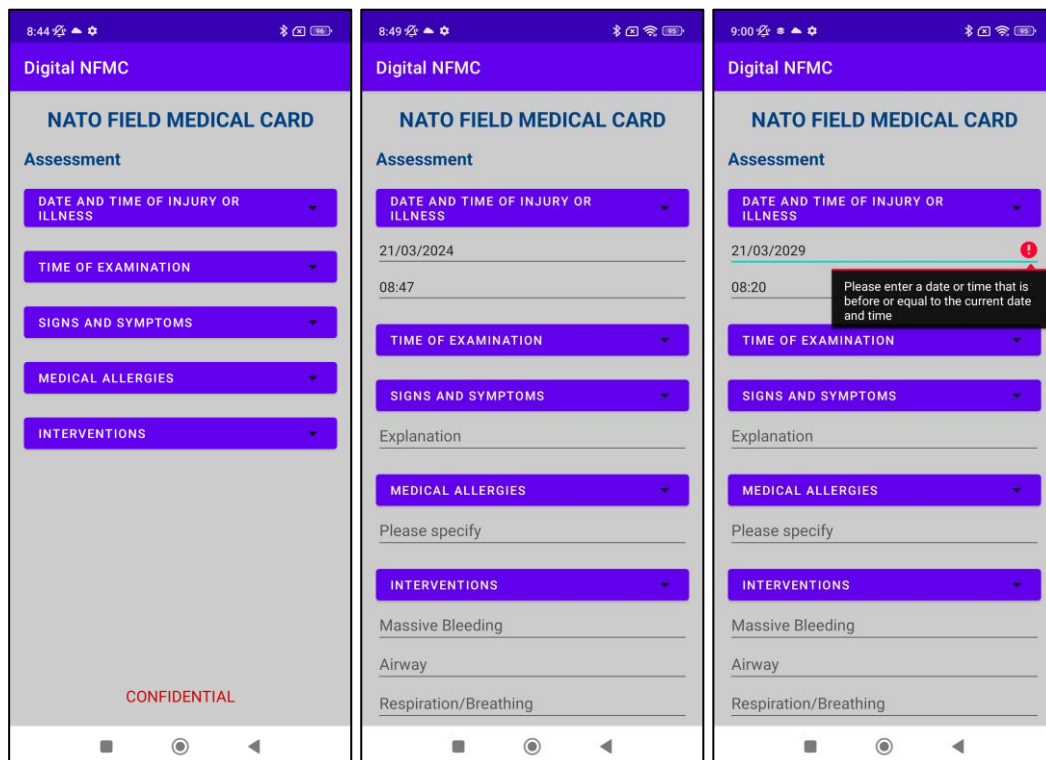 8:44
96
Digital NFMC
NATO FIELD MEDICAL CARD
Assessment
DATE AND TIME OF INJURY OR
ILLNESS
TIME OF EXAMINATION
SIGNS AND SYMPTOMS
MEDICAL ALLERGIES
INTERVENTIONS
CONFIDENTIAL
8:49
95
Digital NFMC
NATO FIELD MEDICAL CARD
Assessment
DATE AND TIME OF INJURY OR
ILLNESS
21/03/2024
08:47
TIME OF EXAMINATION
SIGNS AND SYMPTOMS
Explanation
MEDICAL ALLERGIES
Please specify
INTERVENTIONS
Massive Bleeding
Airway
Respiration/Breathing
9:00
95
Digital NFMC
NATO FIELD MEDICAL CARD
Assessment
DATE AND TIME OF INJURY OR
ILLNESS
21/03/2029
08:20
Please enter a date or time that is
before or equal to the current date
and time
TIME OF EXAMINATION
SIGNS AND SYMPTOMS
Explanation
MEDICAL ALLERGIES
Please specify
INTERVENTIONS
Massive Bleeding
Airway
Respiration/Breathing